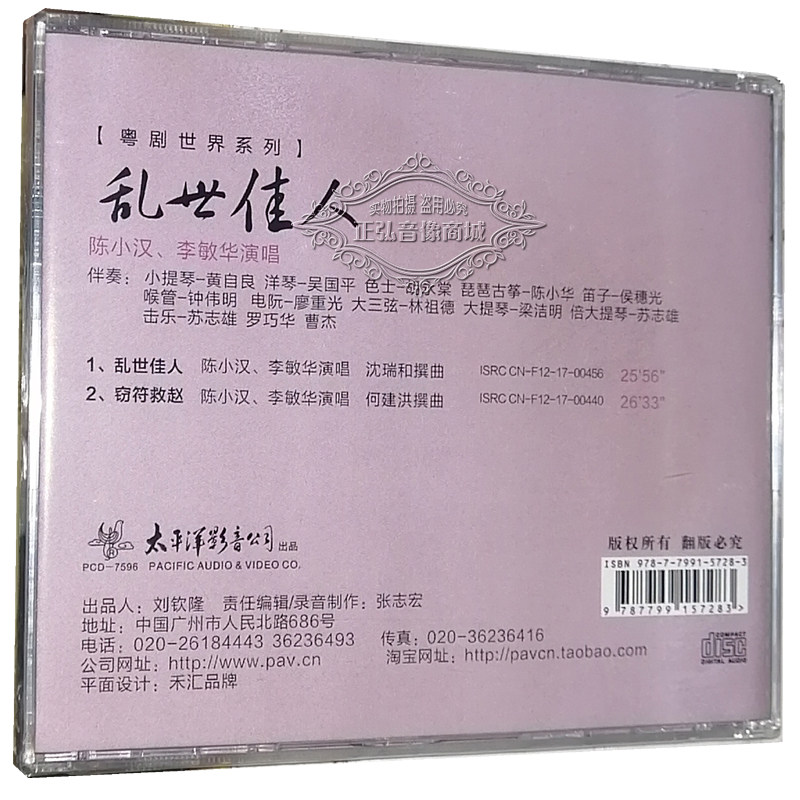 【粤剧世界系列】
乱世佳人
实物拍摄 盗用必究
正弘音像商城
陈小汉、李敏华演唱
伴奏：小提琴-黄自良 洋琴-吴国平 色士-胡永棠 琵琶古筝-陈小华 笛子-侯穗光
喉管-钟伟明 电阮-廖重光 大三弦-林祖德 大提琴-梁洁明 倍大提琴-苏志雄
击乐-苏志雄 罗巧华 曹杰
1、乱世佳人 陈小汉、李敏华演唱 沈瑞和撰曲 ISRC CN-F12-17-00456 25'56"
2、窃符救赵 陈小汉、李敏华演唱 何建洪撰曲 ISRC CN-F12-17-00440 26'33"
太平洋影音公司 出品
PCD-7596 PACIFIC AUDIO & VIDEO CO.
版权所有 翻版必究
ISBN 978-7-7991-5728-3
9 787799 157283>
出品人：刘钦隆 责任编辑/录音制作：张志宏
地址：中国广州市人民北路686号
电话：020-26184443 36236493 传真：020-36236416
公司网址：http://www.pav.cn 淘宝网址：http://pavcn.taobao.com
平面设计：禾汇品牌
COMPACT
disc
DIGITAL AUDIO